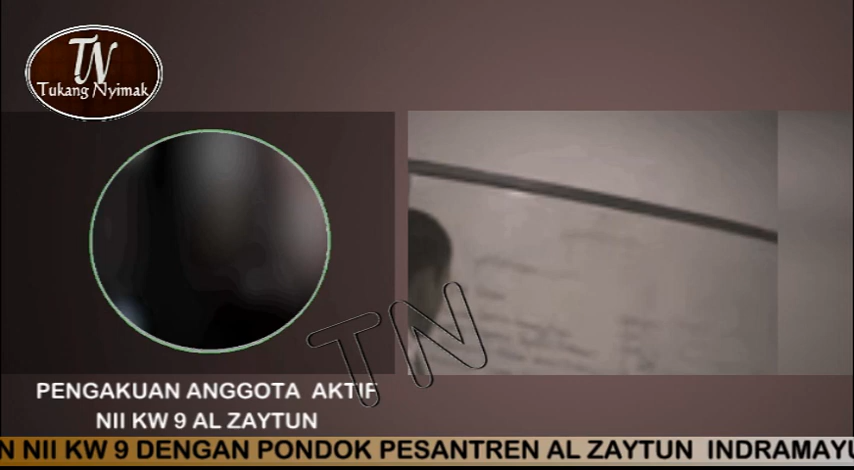 TN
Tukang Nyimak
TN
PENGAKUAN ANGGOTA AKTIF
NII KW 9 AL ZAYTUN
N NII KW 9 DENGAN PONDOK PESANTREN AL ZAYTUN INDRAMAYU